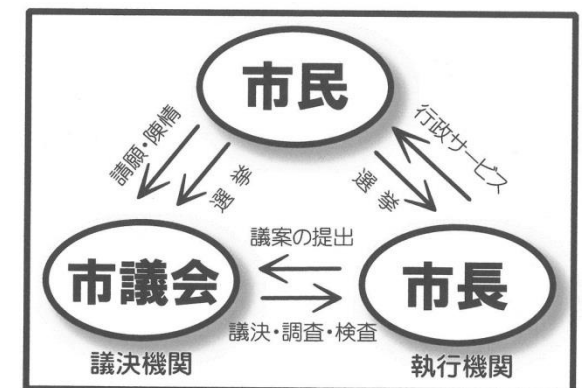 市民
請願・陳情
選挙
選挙
行政サービス
議案の提出
市議会
市長
議決・調査・検査
議決機関
執行機関